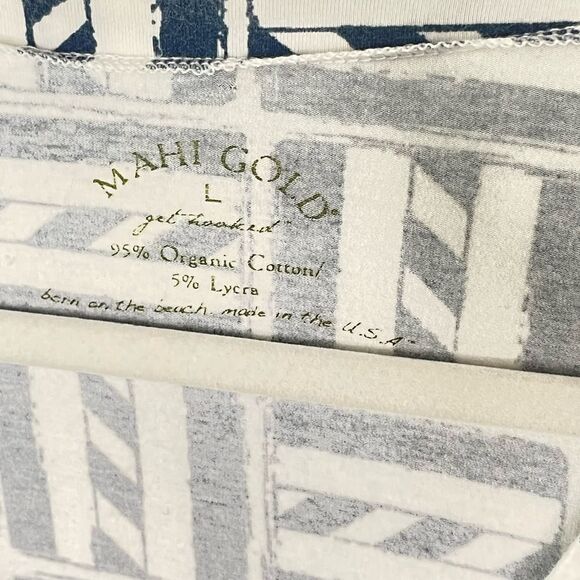 MAHI GOLD
L
get hooked
95% Organic Cotton/
5% Lycra
born on the beach. made in the U.S.A